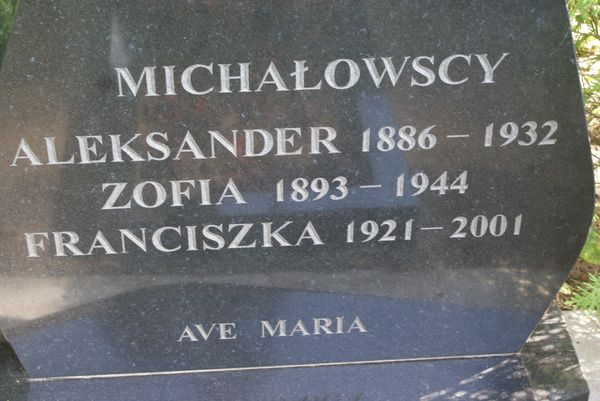 MICHAŁOWSCY
ALEKSANDER 1886 – 1932
ZOFIA 1893 – 1944
FRANCISZKA 1921 – 2001
AVE MARIA